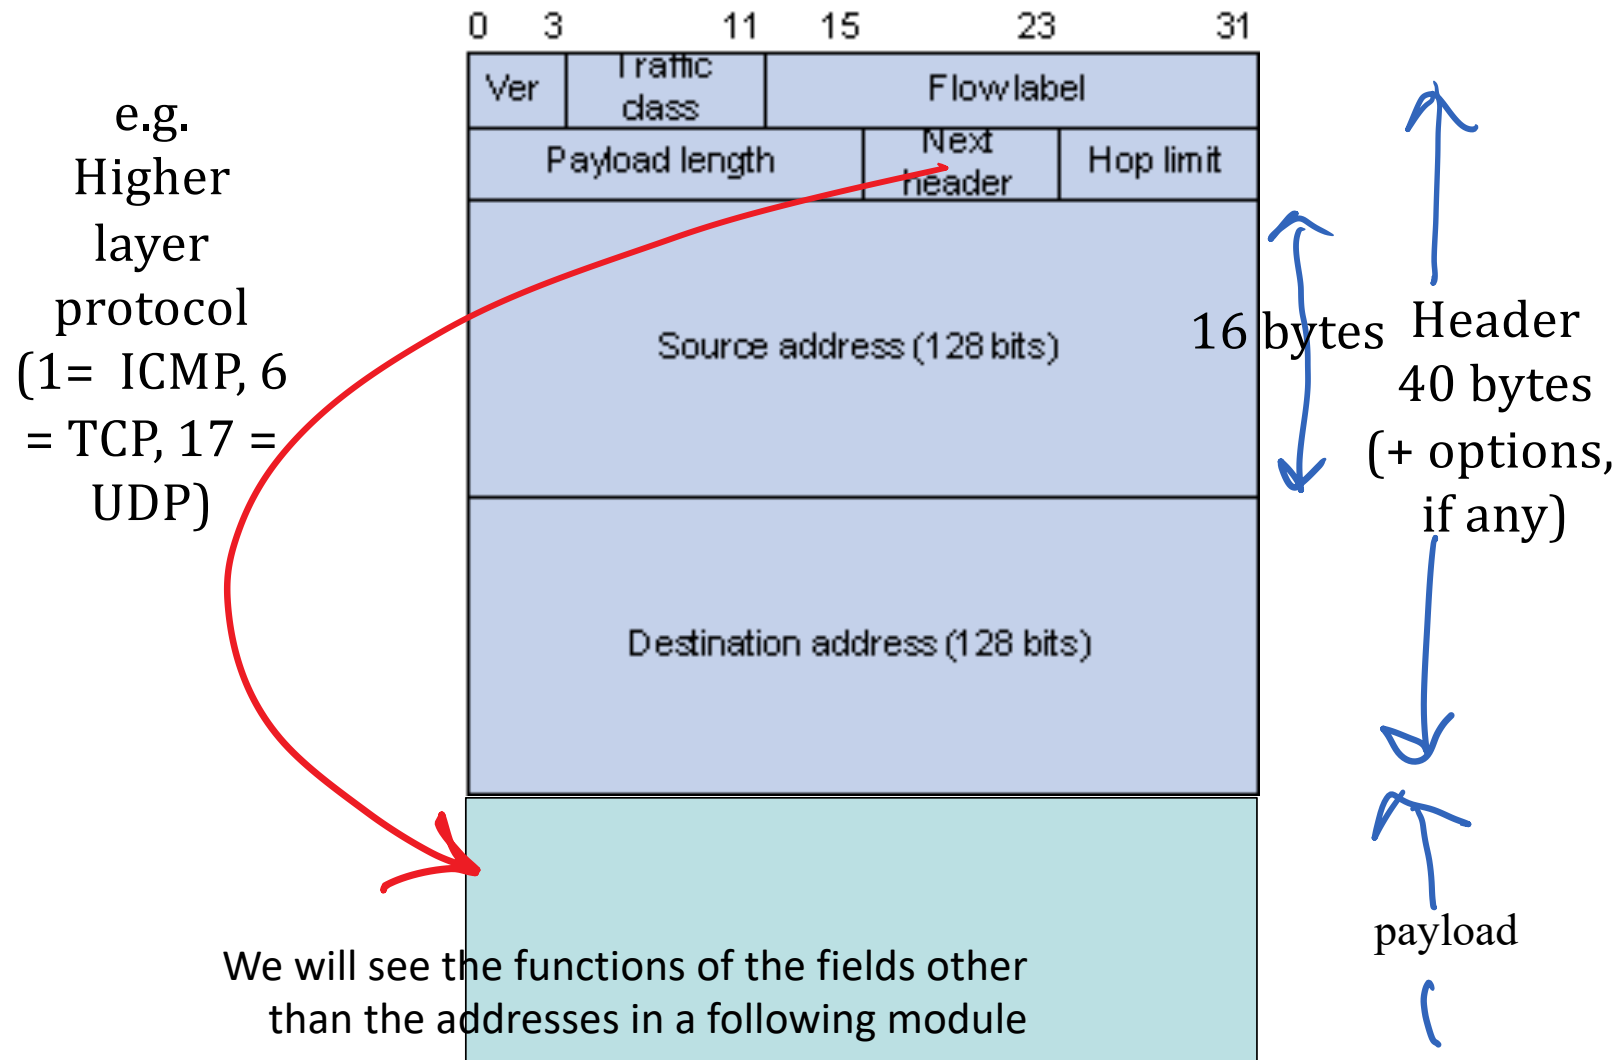 0 3 11 15 23 31
Ver
Traffic
class
Flow label
Payload length
Next
header
Hop limit
Source address (128 bits)
Destination address (128 bits)
e.g.
Higher
layer
protocol
(1= ICMP, 6
= TCP, 17 =
UDP)
16 bytes
Header
40 bytes
(+ options,
if any)
payload
We will see the functions of the fields other
than the addresses in a following module